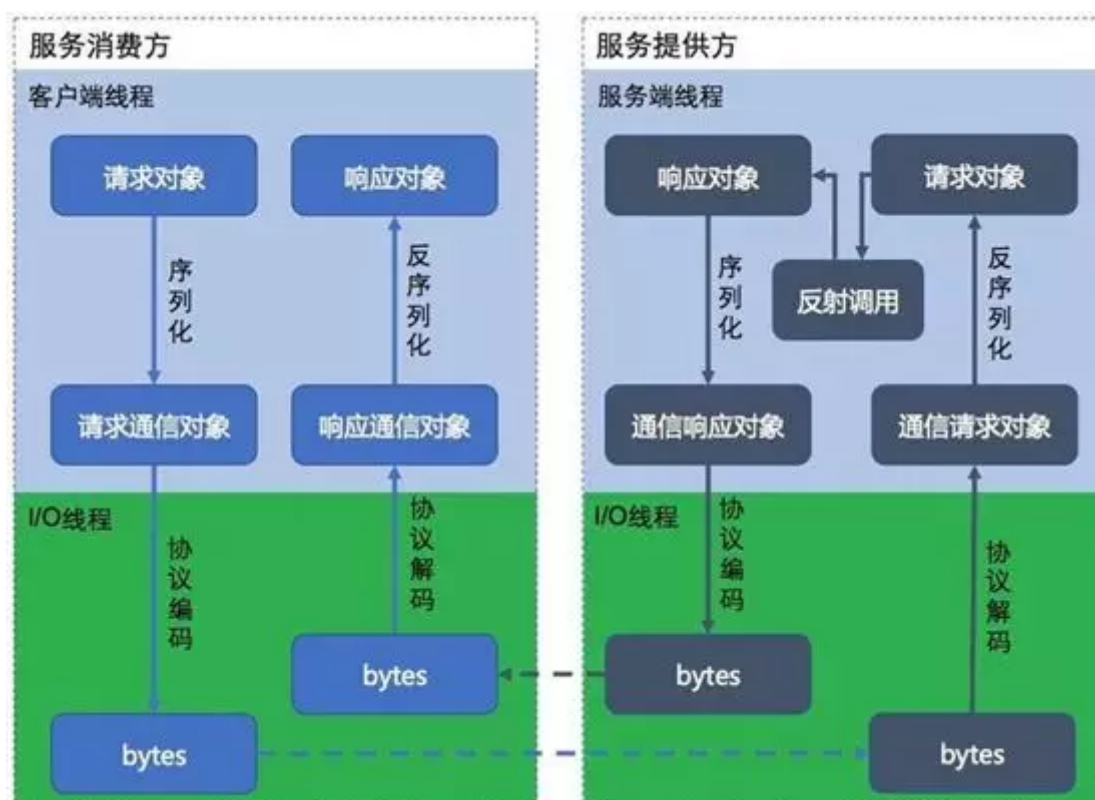 服务消费方
客户端线程
请求对象
响应对象
序列化
反序列化
请求通信对象
响应通信对象
I/O线程
协议编码
协议解码
bytes
bytes
服务提供方
服务端线程
响应对象
请求对象
反射调用
序列化
反序列化
通信响应对象
通信请求对象
I/O线程
协议编码
协议解码
bytes
bytes